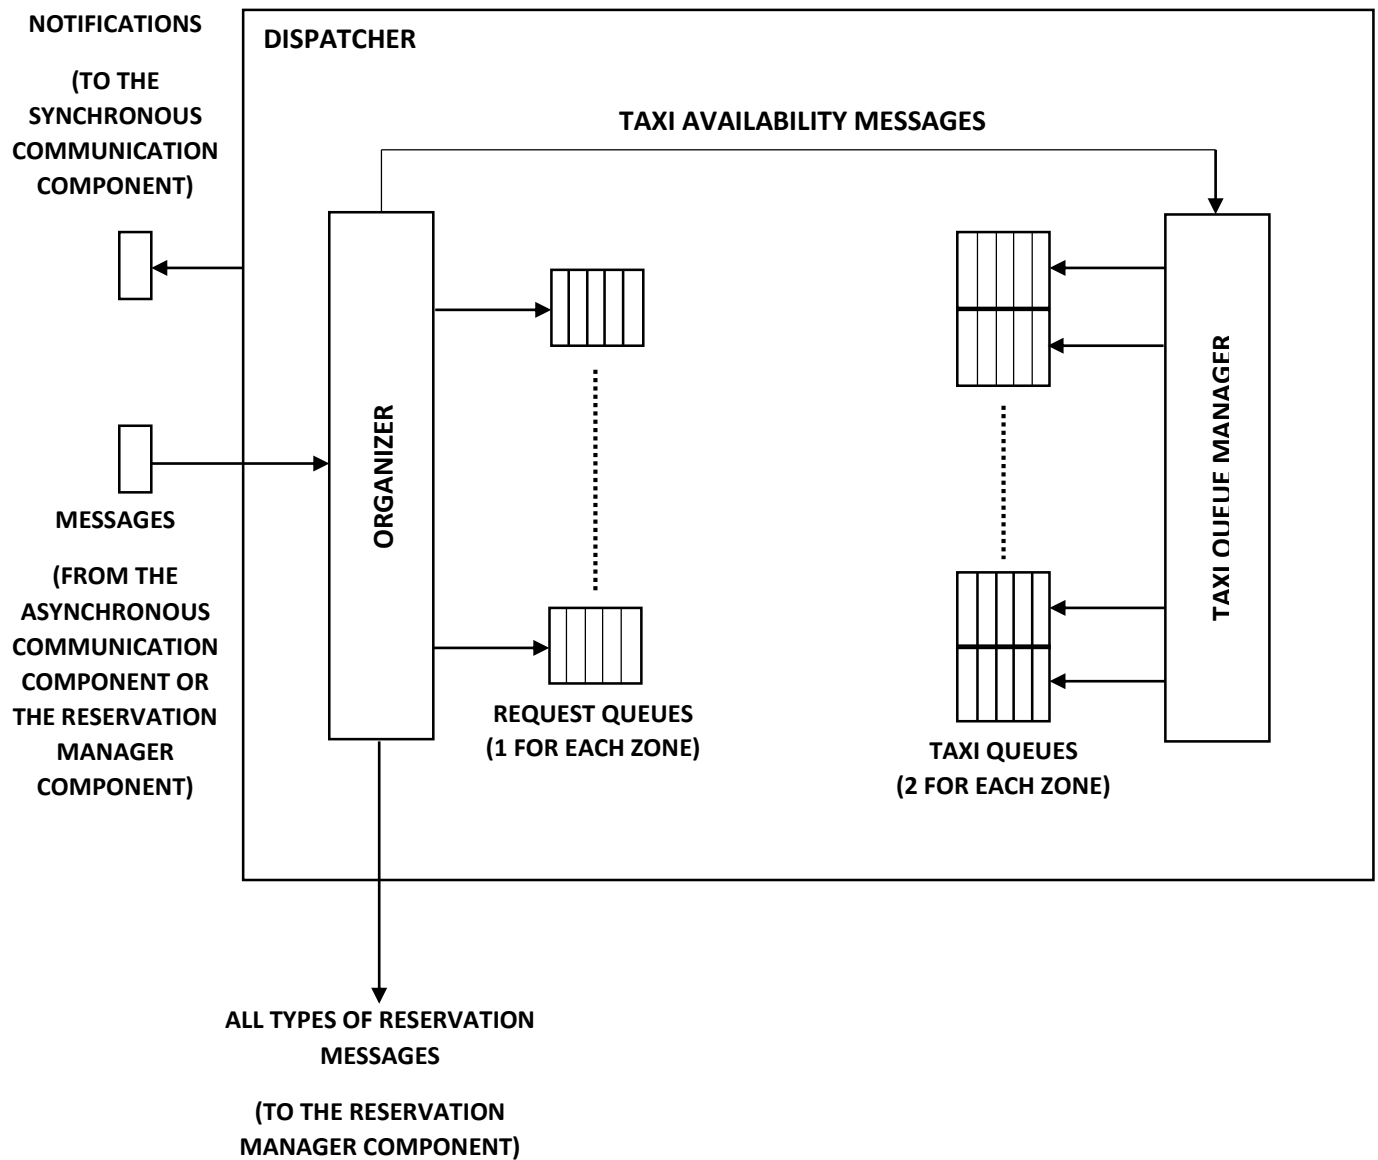 NOTIFICATIONS
(TO THE
SYNCHRONOUS
COMMUNICATION
COMPONENT)
DISPATCHER
TAXI AVAILABILITY MESSAGES
ORGANIZER
TAXI QUEUE MANAGER
MESSAGES
(FROM THE
ASYNCHRONOUS
COMMUNICATION
COMPONENT OR
THE RESERVATION
MANAGER
COMPONENT)
REQUEST QUEUES
(1 FOR EACH ZONE)
TAXI QUEUES
(2 FOR EACH ZONE)
ALL TYPES OF RESERVATION
MESSAGES
(TO THE RESERVATION
MANAGER COMPONENT)